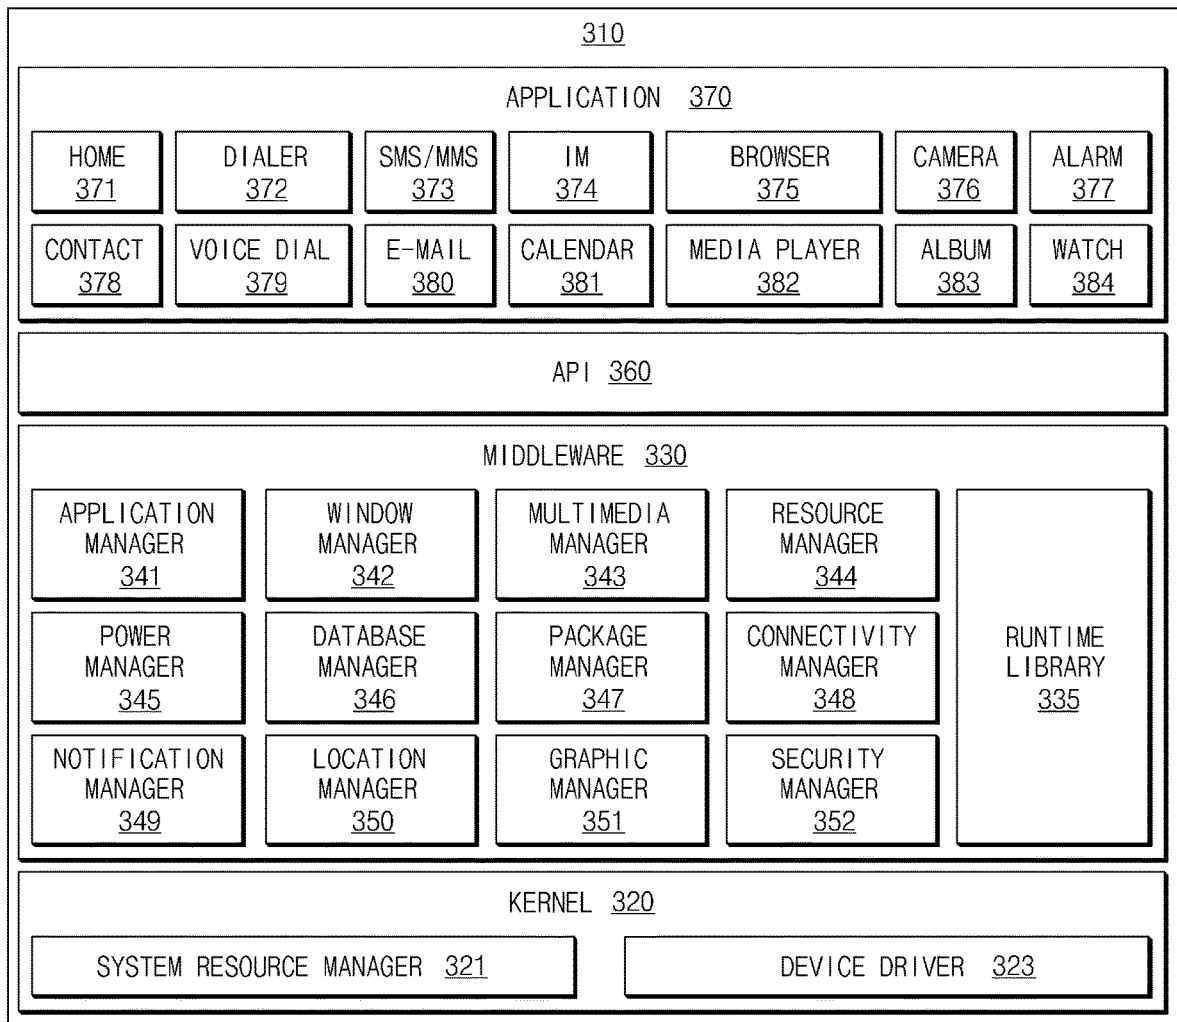 310
APPLICATION 370
HOME
371
DIALER
372
SMS/MMS
373
IM
374
BROWSER
375
CAMERA
376
ALARM
377
CONTACT
378
VOICE DIAL
379
E-MAIL
380
CALENDAR
381
MEDIA PLAYER
382
ALBUM
383
WATCH
384
API 360
MIDDLEWARE 330
APPLICATION
MANAGER
341
WINDOW
MANAGER
342
MULTIMEDIA
MANAGER
343
RESOURCE
MANAGER
344
POWER
MANAGER
345
DATABASE
MANAGER
346
PACKAGE
MANAGER
347
CONNECTIVITY
MANAGER
348
NOTIFICATION
MANAGER
349
LOCATION
MANAGER
350
GRAPHIC
MANAGER
351
SECURITY
MANAGER
352
RUNTIME
LIBRARY
335
KERNEL 320
SYSTEM RESOURCE MANAGER 321
DEVICE DRIVER 323